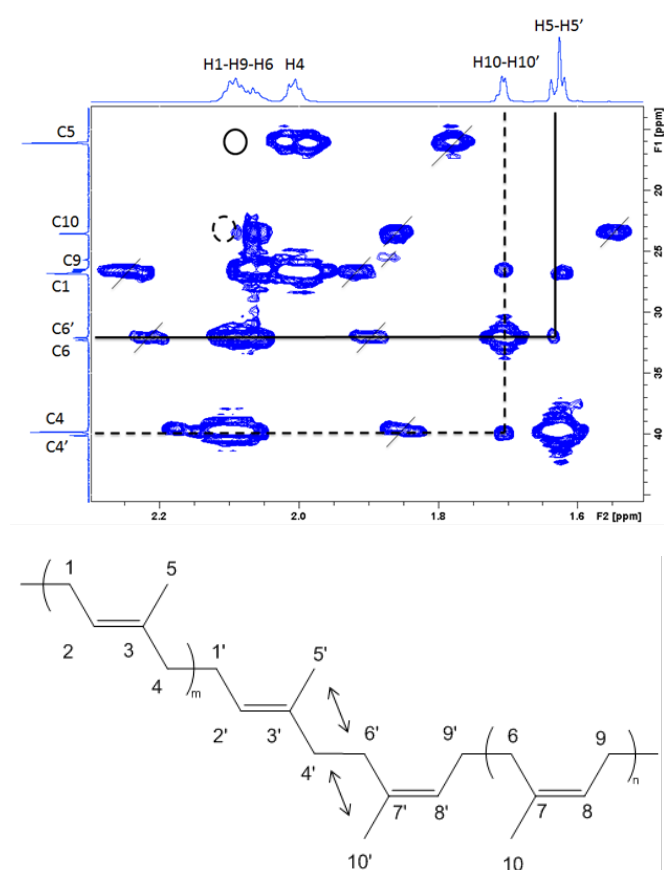 H5-H5′
H1-H9-H6 H4 H10-H10′
C5
C10
C9
C1
C6′
C6
C4
C4′
F1 [ppm]
20
25
30
35
40
2.2 2.0 1.8 1.6 F2 [ppm]
1 5
2 3 1' 5'
4 m
2' 3' 6' 9' 6 9
4'
7' 8' 7 8 n
10' 10